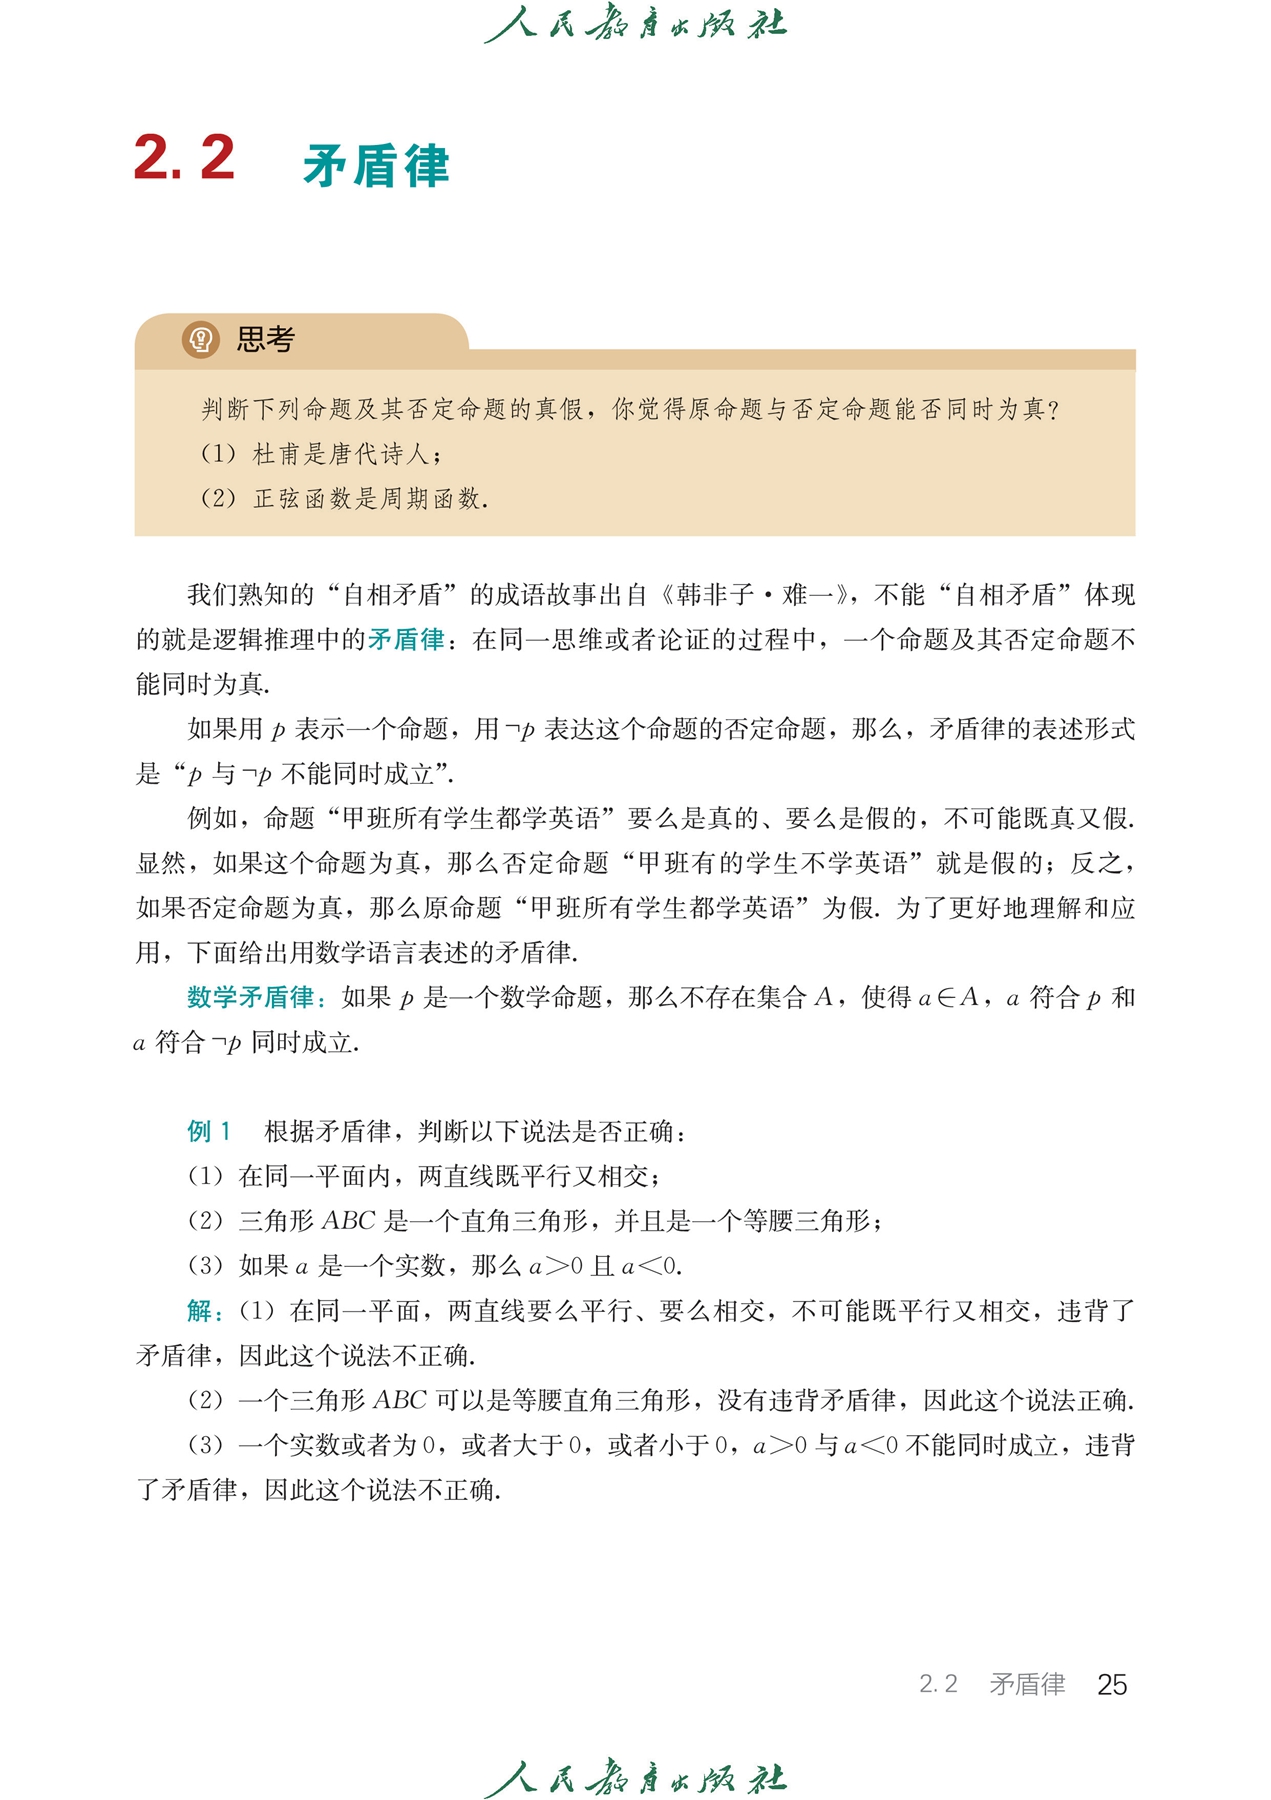 人民教育出版社
2.2 矛盾律
思考
判断下列命题及其否定命题的真假，你觉得原命题与否定命题能否同时为真？
（1）杜甫是唐代诗人；
（2）正弦函数是周期函数.
我们熟知的“自相矛盾”的成语故事出自《韩非子·难一》，不能“自相矛盾”体现
的就是逻辑推理中的矛盾律：在同一思维或者论证的过程中，一个命题及其否定命题不
能同时为真.
如果用 p 表示一个命题，用¬p 表达这个命题的否定命题，那么，矛盾律的表述形式
是“p 与¬p 不能同时成立”.
例如，命题“甲班所有学生都学英语”要么是真的、要么是假的，不可能既真又假.
显然，如果这个命题为真，那么否定命题“甲班有的学生不学英语”就是假的；反之，
如果否定命题为真，那么原命题“甲班所有学生都学英语”为假. 为了更好地理解和应
用，下面给出用数学语言表述的矛盾律.
数学矛盾律：如果 p 是一个数学命题，那么不存在集合 A，使得 a∈A，a 符合 p 和
a 符合¬p 同时成立.
例 1 根据矛盾律，判断以下说法是否正确：
（1）在同一平面内，两直线既平行又相交；
（2）三角形 ABC 是一个直角三角形，并且是一个等腰三角形；
（3）如果 a 是一个实数，那么 a＞0 且 a＜0.
解：（1）在同一平面，两直线要么平行、要么相交，不可能既平行又相交，违背了
矛盾律，因此这个说法不正确.
（2）一个三角形 ABC 可以是等腰直角三角形，没有违背矛盾律，因此这个说法正确.
（3）一个实数或者为 0，或者大于 0，或者小于 0，a＞0 与 a＜0 不能同时成立，违背
了矛盾律，因此这个说法不正确.
2.2 矛盾律 25
人民教育出版社